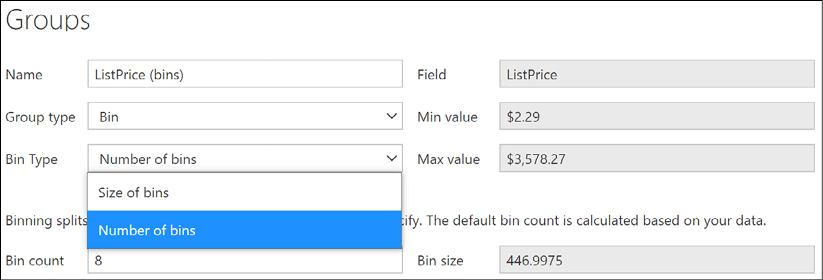 Groups
Name ListPrice (bins) Field ListPrice
Group type Bin Min value $2.29
Bin Type Number of bins Max value $3,578.27
Size of bins
Binning splits cify. The default bin count is calculated based on your data.
Number of bins
Bin count 8 Bin size 446.9975